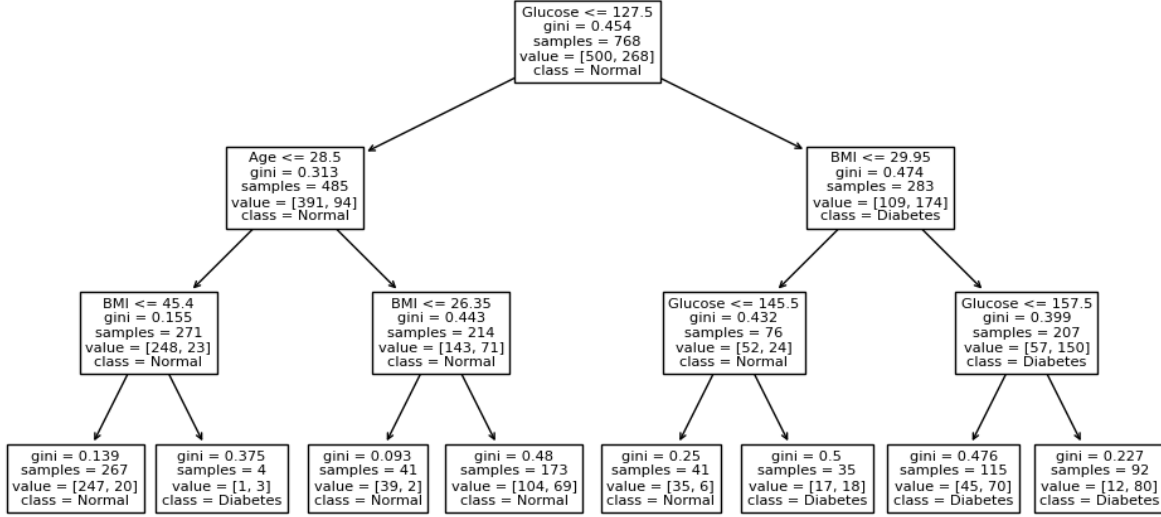 Glucose <= 127.5
gini = 0.454
samples = 768
value = [500, 268]
class = Normal
Age <= 28.5
gini = 0.313
samples = 485
value = [391, 94]
class = Normal
BMI <= 29.95
gini = 0.474
samples = 283
value = [109, 174]
class = Diabetes
BMI <= 45.4
gini = 0.155
samples = 271
value = [248, 23]
class = Normal
BMI <= 26.35
gini = 0.443
samples = 214
value = [143, 71]
class = Normal
Glucose <= 145.5
gini = 0.432
samples = 76
value = [52, 24]
class = Normal
Glucose <= 157.5
gini = 0.399
samples = 207
value = [57, 150]
class = Diabetes
gini = 0.139
samples = 267
value = [247, 20]
class = Normal
gini = 0.375
samples = 4
value = [1, 3]
class = Diabetes
gini = 0.093
samples = 41
value = [39, 2]
class = Normal
gini = 0.48
samples = 173
value = [104, 69]
class = Normal
gini = 0.25
samples = 41
value = [35, 6]
class = Normal
gini = 0.5
samples = 35
value = [17, 18]
class = Diabetes
gini = 0.476
samples = 115
value = [45, 70]
class = Diabetes
gini = 0.227
samples = 92
value = [12, 80]
class = Diabetes